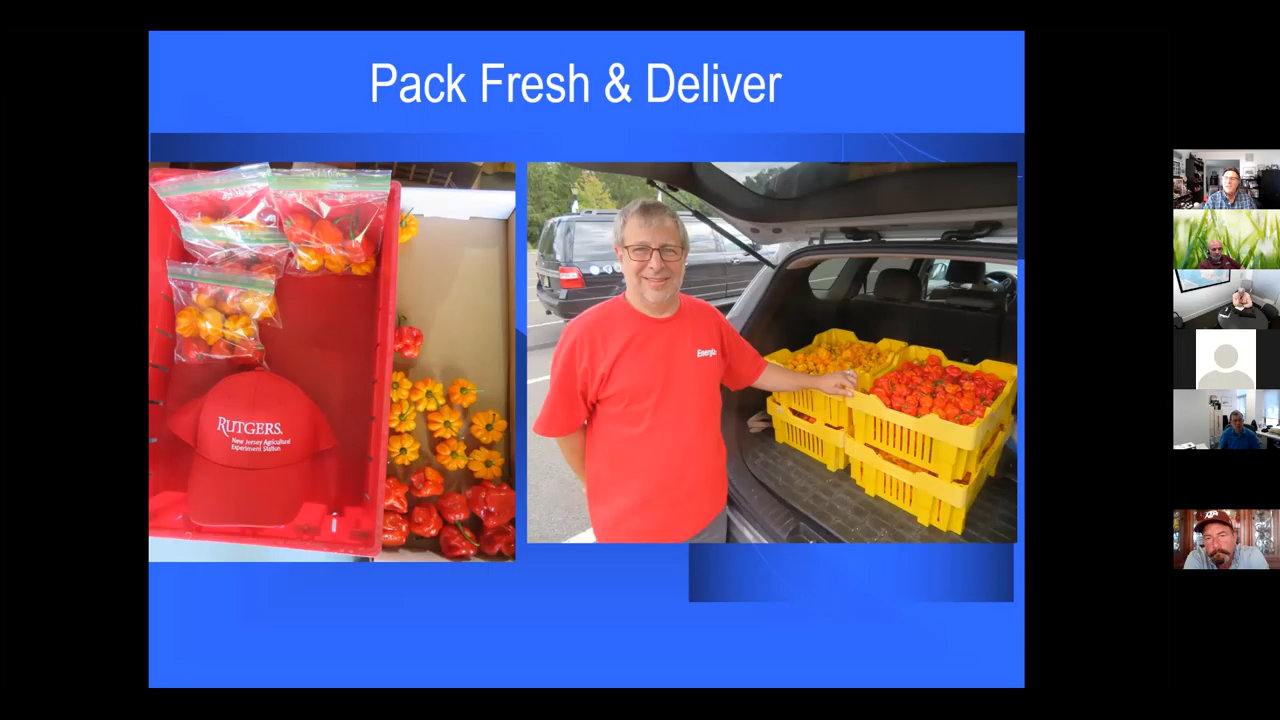 Pack Fresh & Deliver
RUTGERS
New Jersey Agricultural
Experiment Station